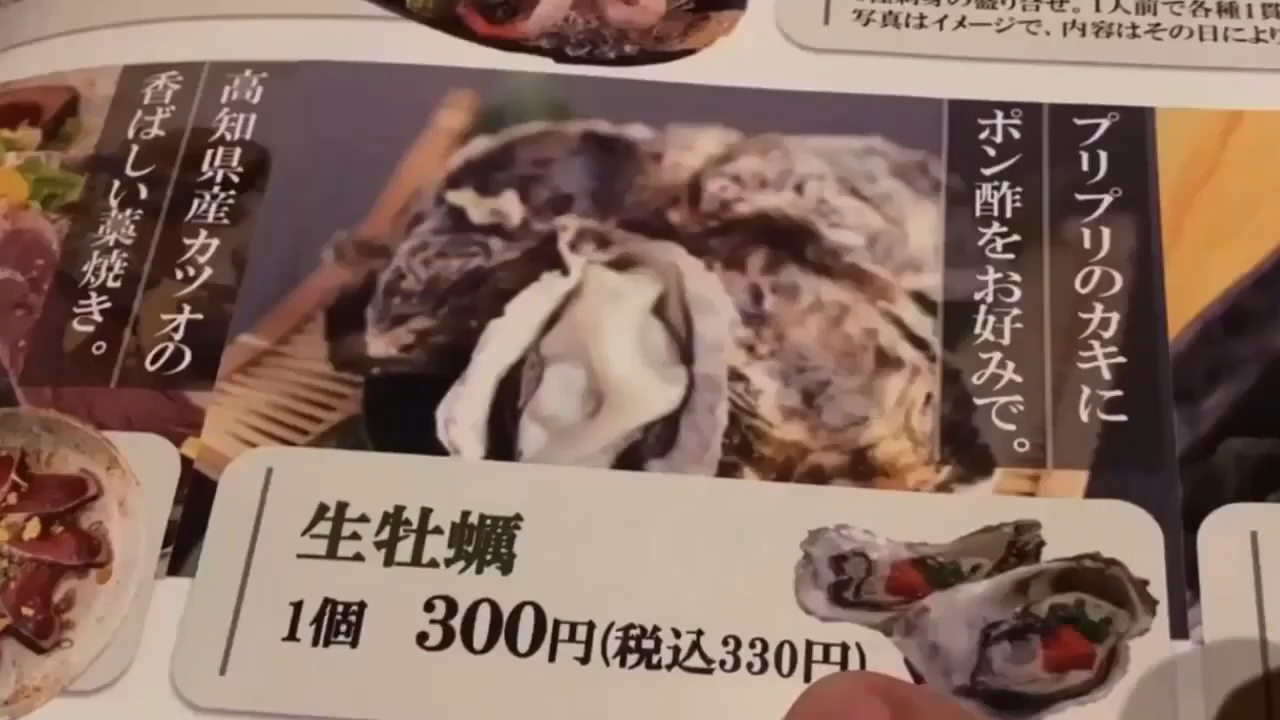 写真はイメージで、内容はその日により
プリプリのカキに
ポン酢をお好みで。
高知県産カツオの
香ばしい藁焼き。
生牡蠣
1個 300円(税込330円)